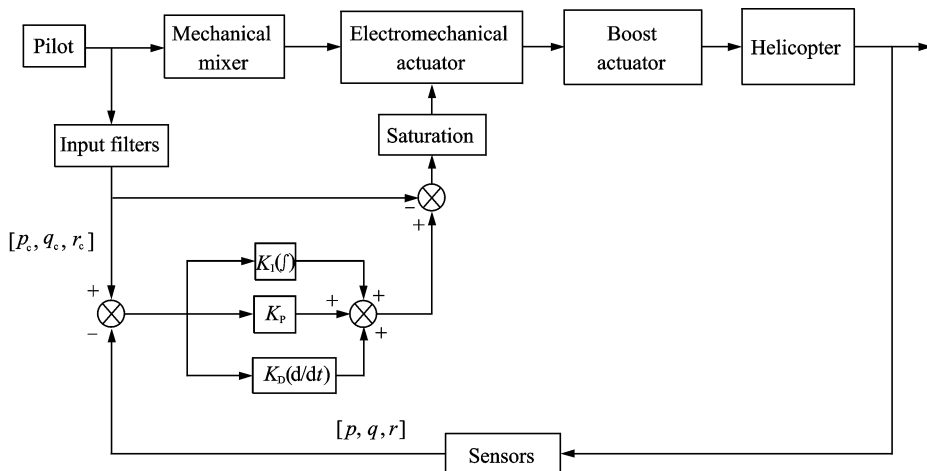 Pilot
Mechanical
mixer
Electromechanical
actuator
Boost
actuator
Helicopter
Input filters
Saturation
−
+
[p_c, q_c, r_c]
+
−
K_I(∫)
K_P
K_D(d/dt)
+
+
+
[p, q, r]
Sensors